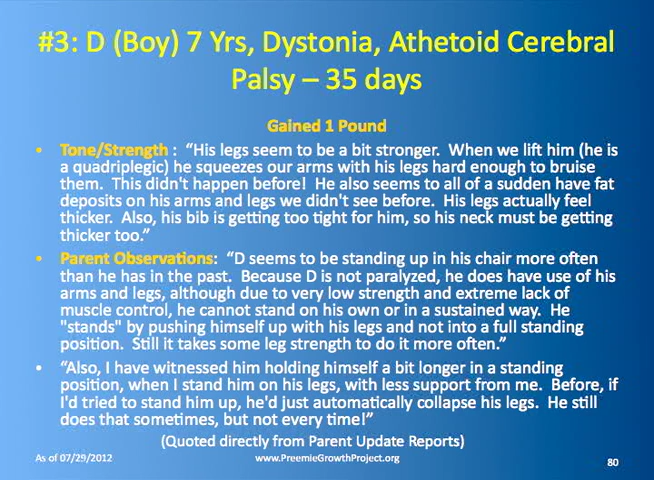 #3: D (Boy) 7 Yrs, Dystonia, Athetoid Cerebral
Palsy – 35 days
Gained 1 Pound
• Tone/Strength : “His legs seem to be a bit stronger. When we lift him (he is
a quadriplegic) he squeezes our arms with his legs hard enough to bruise
them. This didn't happen before! He also seems to all of a sudden have fat
deposits on his arms and legs we didn't see before. His legs actually feel
thicker. Also, his bib is getting too tight for him, so his neck must be getting
thicker too.”
• Parent Observations: “D seems to be standing up in his chair more often
than he has in the past. Because D is not paralyzed, he does have use of his
arms and legs, although due to very low strength and extreme lack of
muscle control, he cannot stand on his own or in a sustained way. He
"stands" by pushing himself up with his legs and not into a full standing
position. Still it takes some leg strength to do it more often.”
• “Also, I have witnessed him holding himself a bit longer in a standing
position, when I stand him on his legs, with less support from me. Before, if
I'd tried to stand him up, he'd just automatically collapse his legs. He still
does that sometimes, but not every time!”
(Quoted directly from Parent Update Reports)
As of 07/29/2012
www.PreemieGrowthProject.org
80